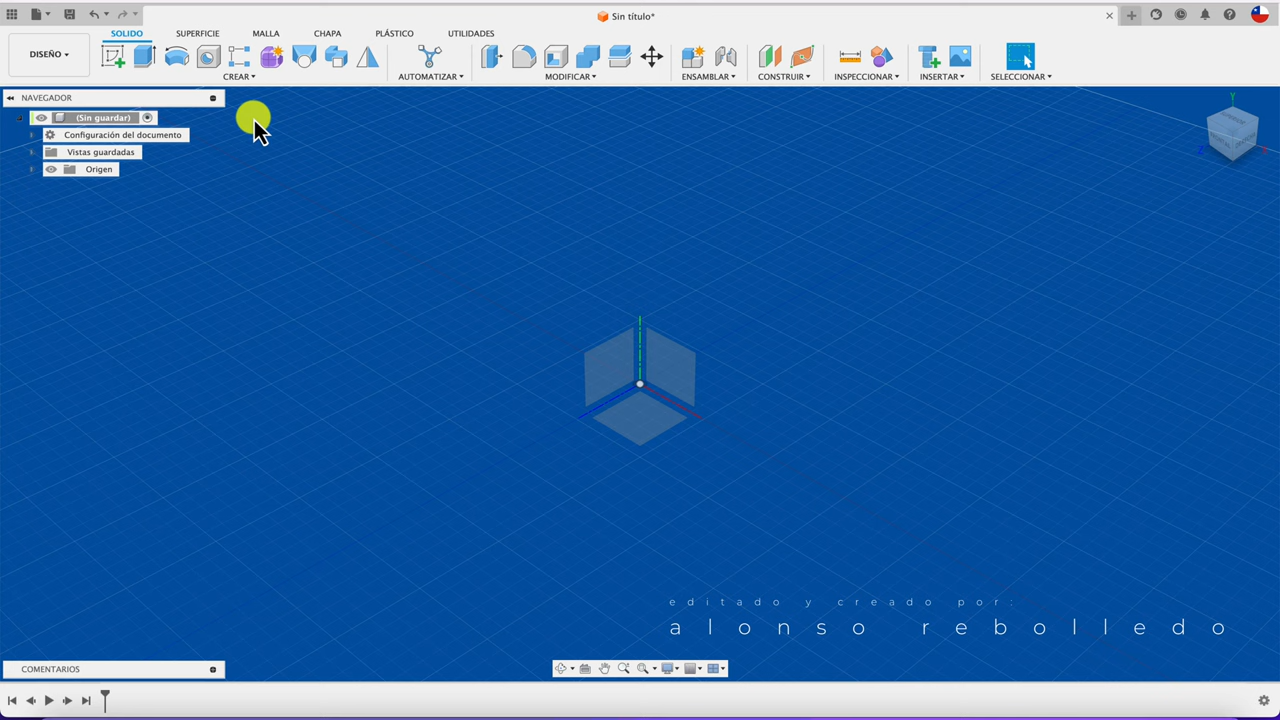 Sin título*
DISEÑO
SOLIDO
SUPERFICIE
MALLA
CHAPA
PLÁSTICO
UTILIDADES
CREAR
AUTOMATIZAR
MODIFICAR
ENSAMBLAR
CONSTRUIR
INSPECCIONAR
INSERTAR
SELECCIONAR
NAVEGADOR
(Sin guardar)
Configuración del documento
Vistas guardadas
Origen
Y
editado y creado por:
alonso rebolledo
COMENTARIOS